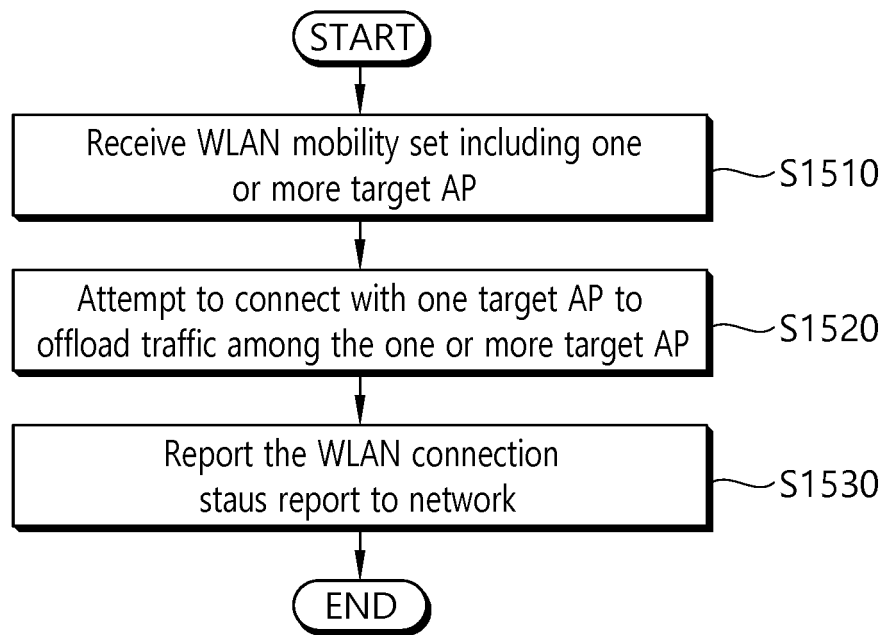 START
Receive WLAN mobility set including one
or more target AP
S1510
Attempt to connect with one target AP to
offload traffic among the one or more target AP
S1520
Report the WLAN connection
staus report to network
S1530
END